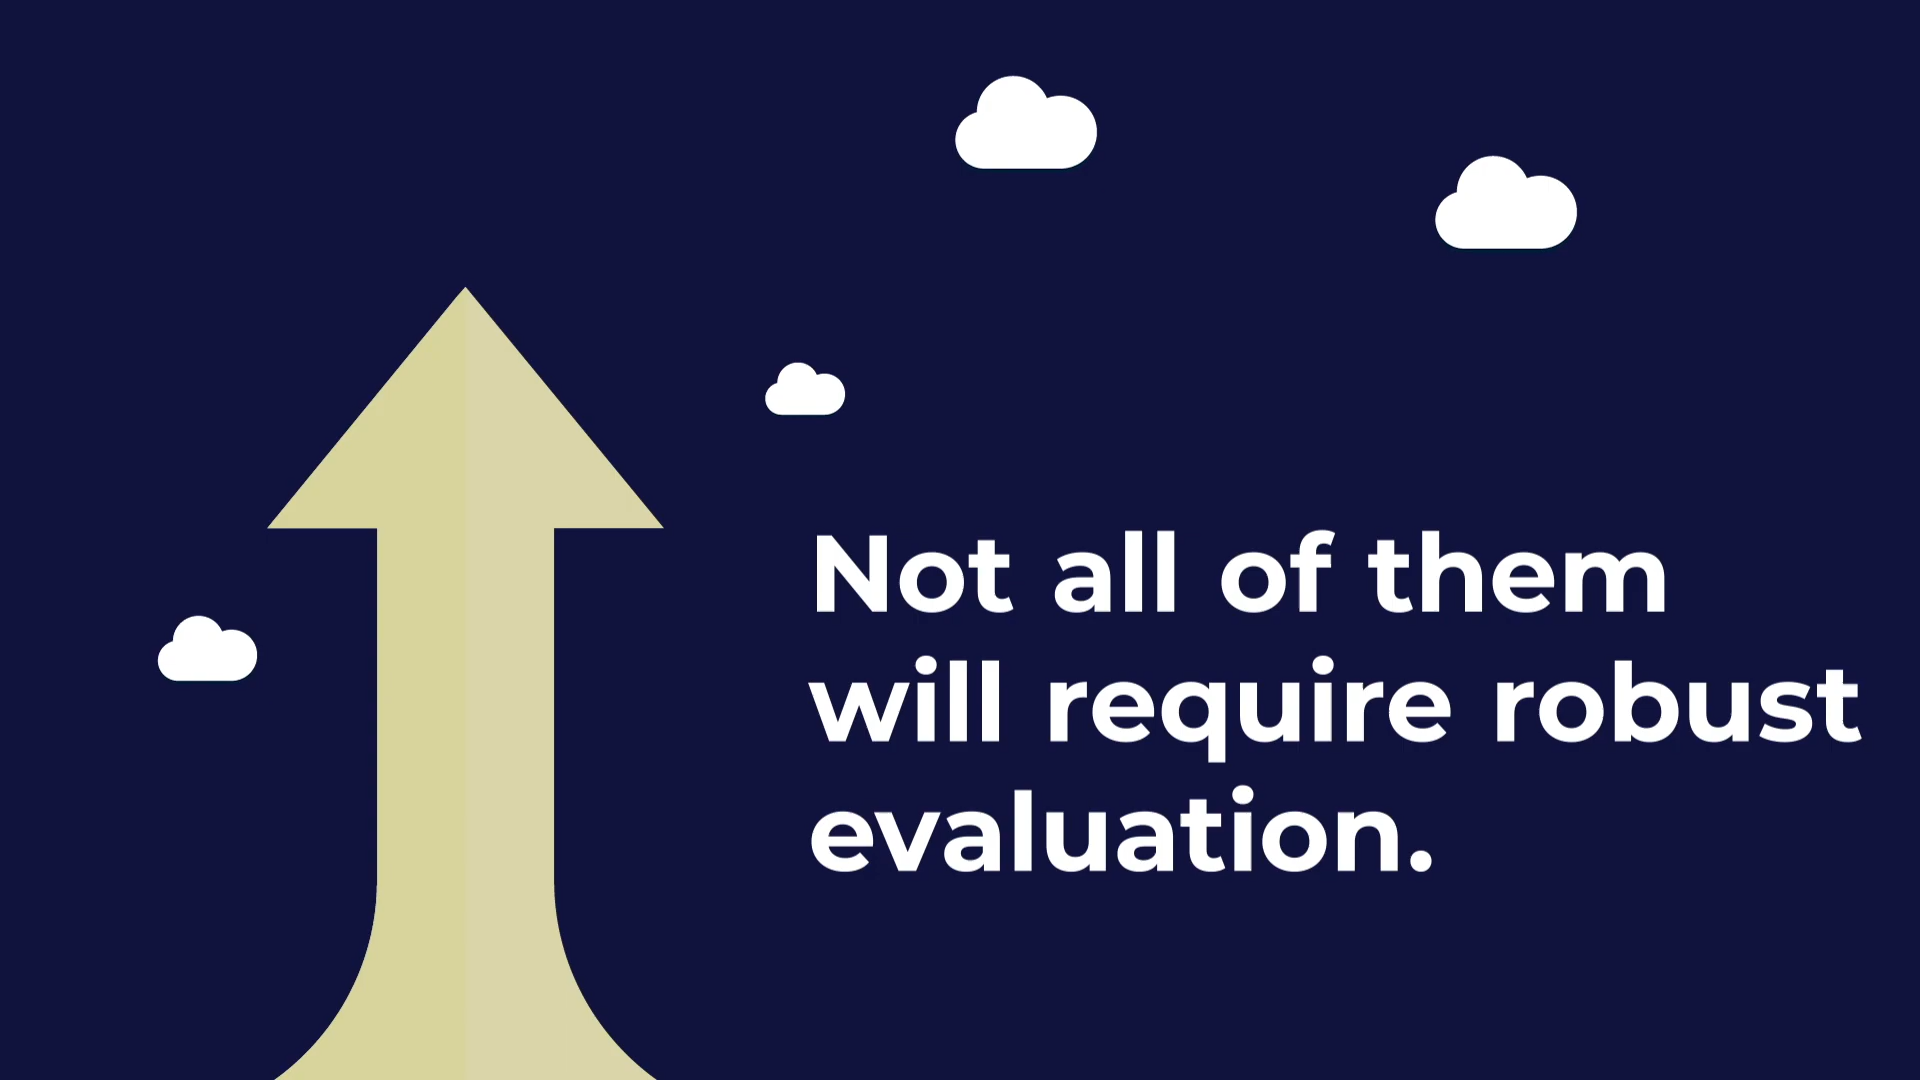 Not all of them
will require robust
evaluation.